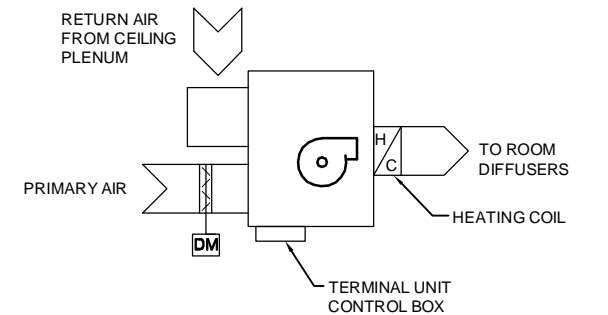 RETURN AIR
FROM CEILING
PLENUM
H
C
TO ROOM
DIFFUSERS
PRIMARY AIR
HEATING COIL
DM
TERMINAL UNIT
CONTROL BOX